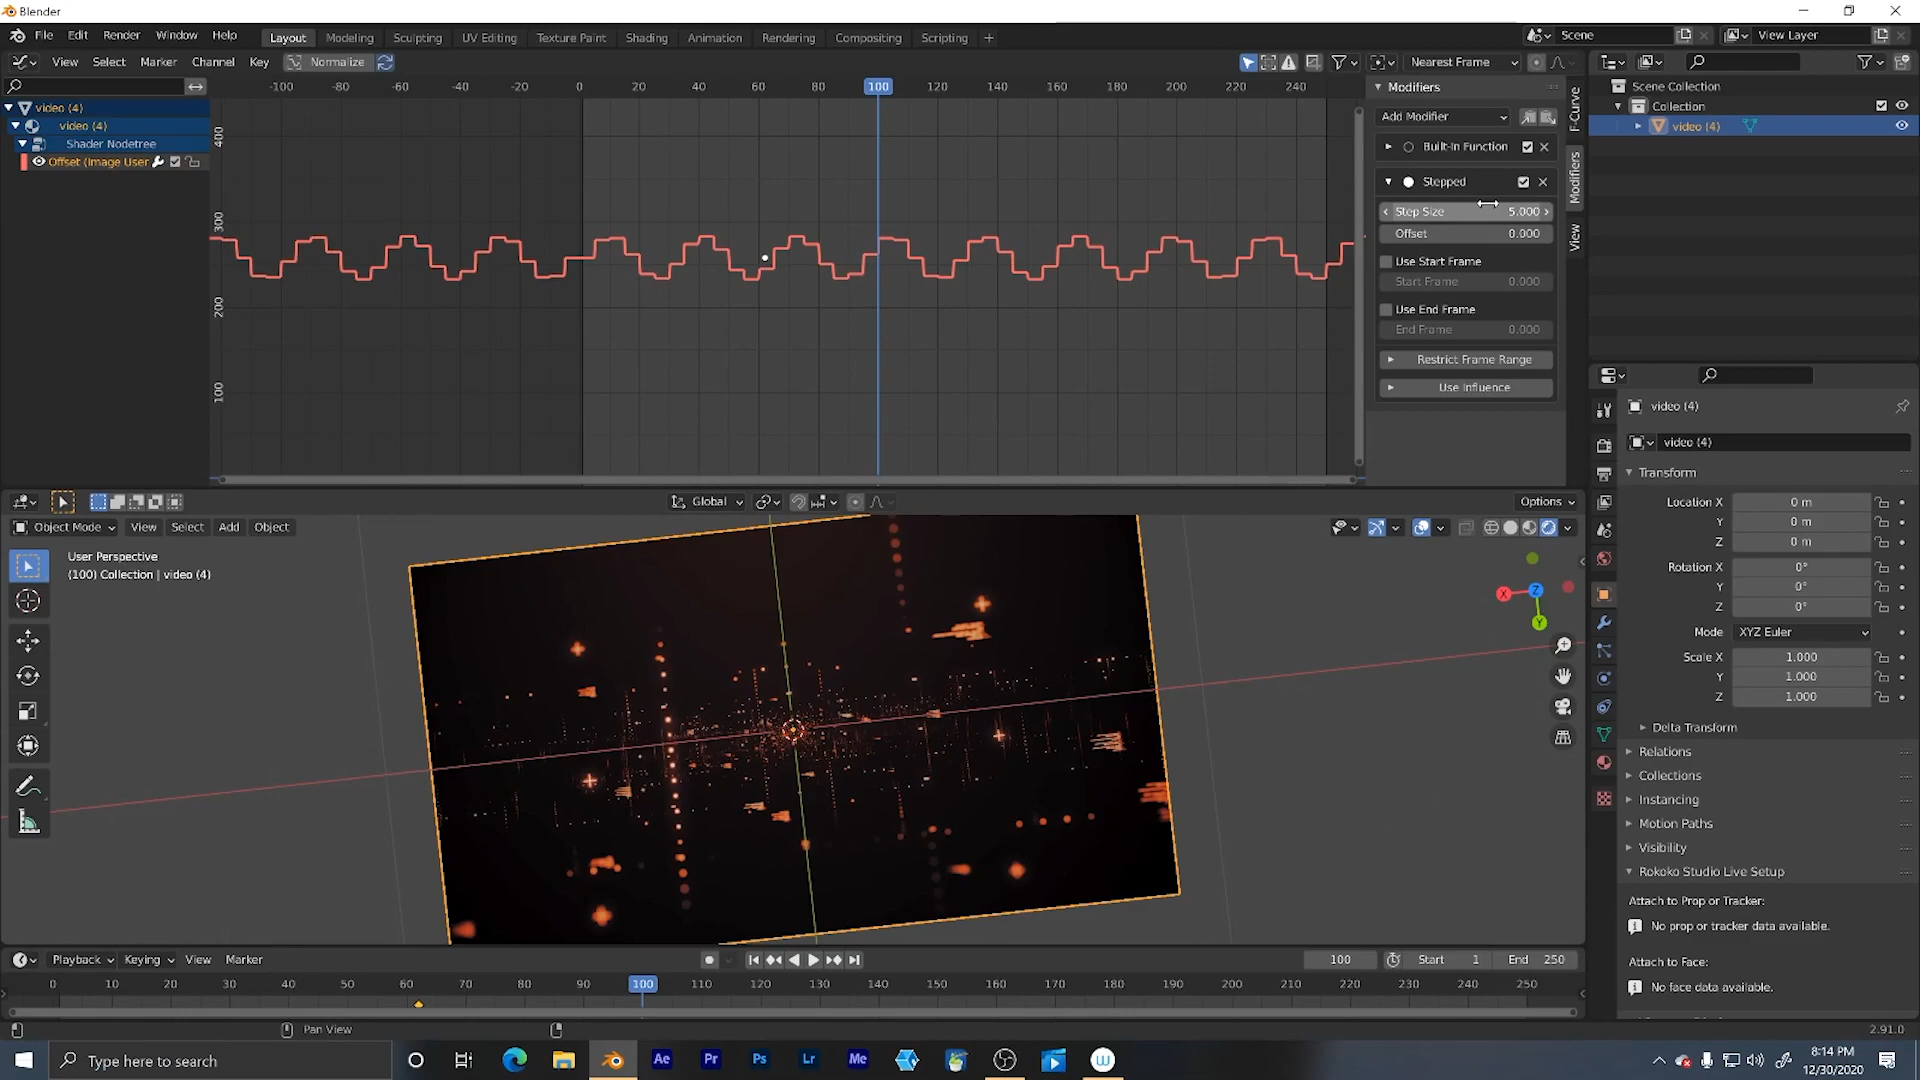 Blender
File Edit Render Window Help
Layout Modeling Sculpting UV Editing Texture Paint Shading Animation Rendering Compositing Scripting +
Scene
View Layer
View Select Marker Channel Key Normalize
Nearest Frame
-100 -80 -60 -40 -20 0 20 40 60 80 100 120 140 160 180 200 220 240
400
300
200
100
video (4)
video (4)
Shader Nodetree
Offset (Image User
Modifiers
Add Modifier
Built-In Function
Stepped
Step Size 5.000
Offset 0.000
Use Start Frame
Start Frame 0.000
Use End Frame
End Frame 0.000
Restrict Frame Range
Use Influence
F-Curve
Modifiers
View
Scene Collection
Collection
video (4)
Global
Options
Object Mode View Select Add Object
User Perspective
(100) Collection | video (4)
X
Y
Z
video (4)
video (4)
Transform
Location X 0 m
Y 0 m
Z 0 m
Rotation X 0°
Y 0°
Z 0°
Mode XYZ Euler
Scale X 1.000
Y 1.000
Z 1.000
Delta Transform
Relations
Collections
Instancing
Motion Paths
Visibility
Rokoko Studio Live Setup
Attach to Prop or Tracker:
No prop or tracker data available.
Attach to Face:
No face data available.
Playback Keying View Marker
100 Start 1 End 250
0 10 20 30 40 50 60 70 80 90 100 110 120 130 140 150 160 170 180 190 200 210 220 230 240 250
Pan View
2.91.0
Type here to search
Ae Pr Ps Lr Me
8:14 PM
12/30/2020